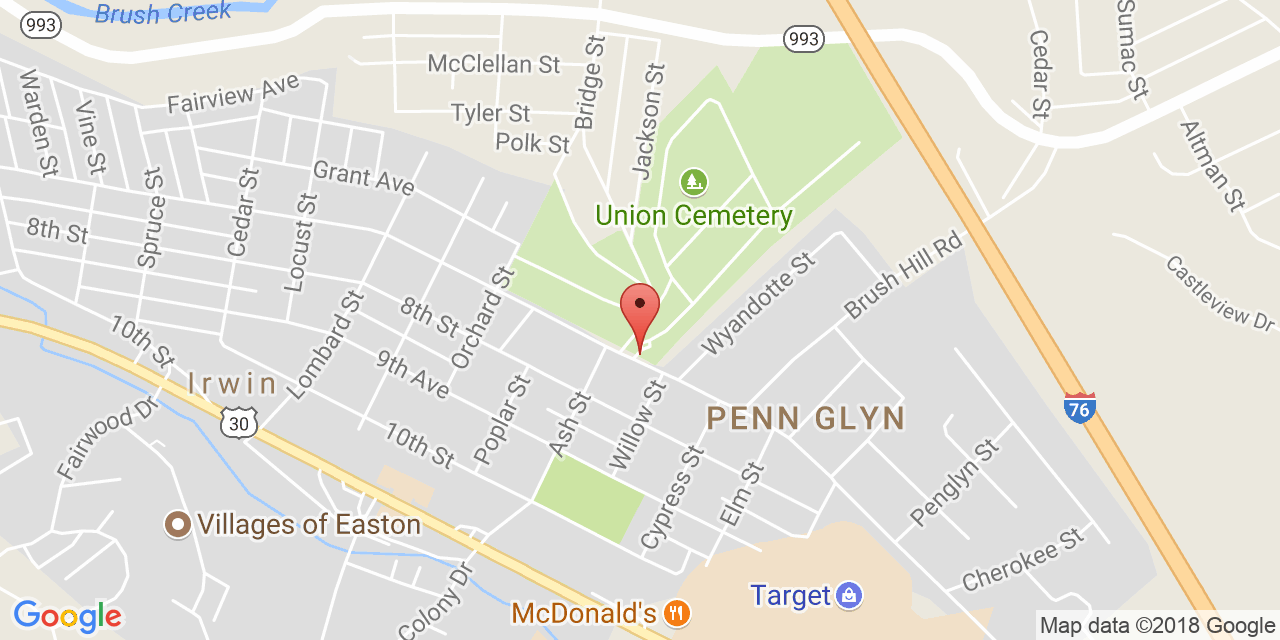 Brush Creek
993
993
McClellan St
Tyler St
Polk St
Bridge St
Jackson St
Cedar St
Sumac St
Altman St
Castleview Dr
Fairview Ave
Warden St
Vine St
Spruce St
Cedar St
Locust St
Grant Ave
8th St
Union Cemetery
Wyandotte St
Brush Hill Rd
Orchard St
8th St
Lombard St
10th St
9th Ave
Irwin
30
Fairwood Dr
Poplar St
Ash St
Willow St
PENN GLYN
76
10th St
Cypress St
Elm St
Penglyn St
Cherokee St
Villages of Easton
Colony Dr
Target
McDonald's
Google
Map data ©2018 Google